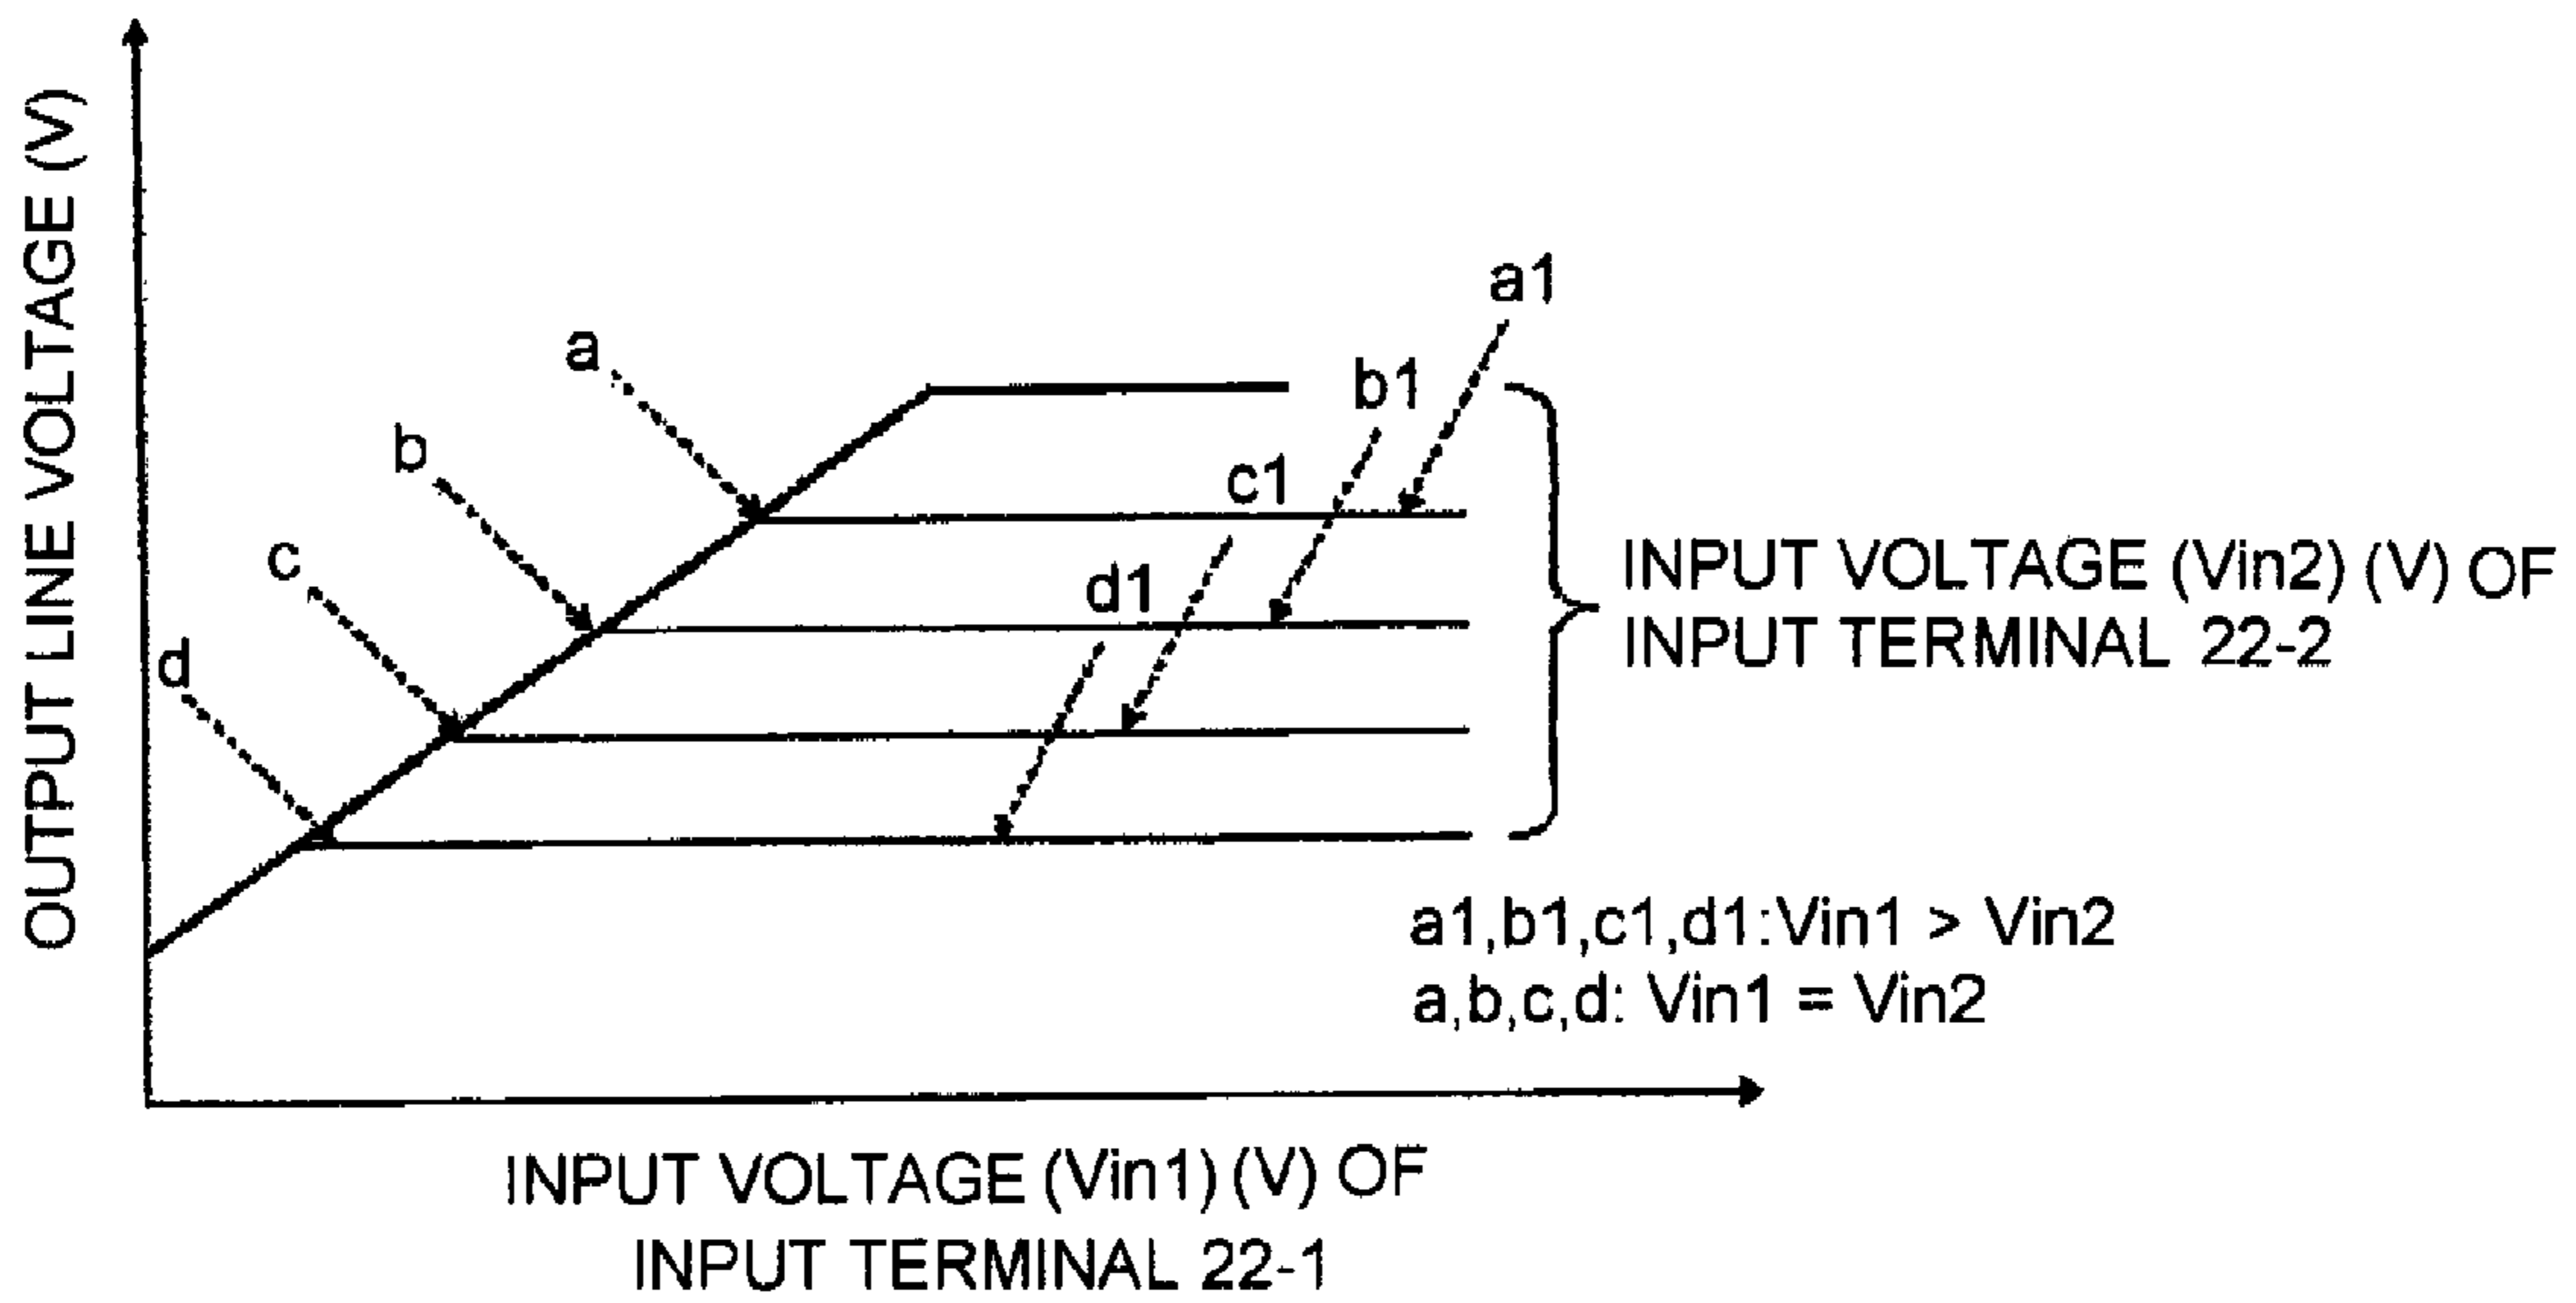 OUTPUT LINE VOLTAGE (V)
a1
a
b1
b
c1
c
d1
d
INPUT VOLTAGE (Vin2) (V) OF
INPUT TERMINAL 22-2
a1,b1,c1,d1:Vin1 > Vin2
a,b,c,d: Vin1 = Vin2
INPUT VOLTAGE (Vin1) (V) OF
INPUT TERMINAL 22-1